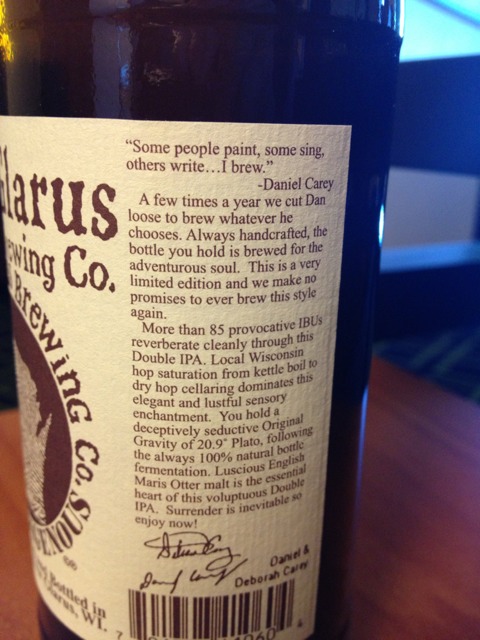 "Some people paint, some sing,
others write...I brew."
-Daniel Carey
A few times a year we cut Dan
loose to brew whatever he
chooses. Always handcrafted, the
bottle you hold is brewed for the
adventurous soul. This is a very
limited edition and we make no
promises to ever brew this style
again.
More than 85 provocative IBUs
reverberate cleanly through this
Double IPA. Local Wisconsin
hop saturation from kettle boil to
dry hop cellaring dominates this
elegant and lustful sensory
enchantment. You hold a
deceptively seductive Original
Gravity of 20.9° Plato, following
the always 100% natural bottle
fermentation. Luscious English
Maris Otter malt is the essential
heart of this voluptuous Double
IPA. Surrender is inevitable so
enjoy now!
Daniel &
Deborah Carey
larus
wing Co.
Brewing Co.
Bottled in
larus, WI.
7